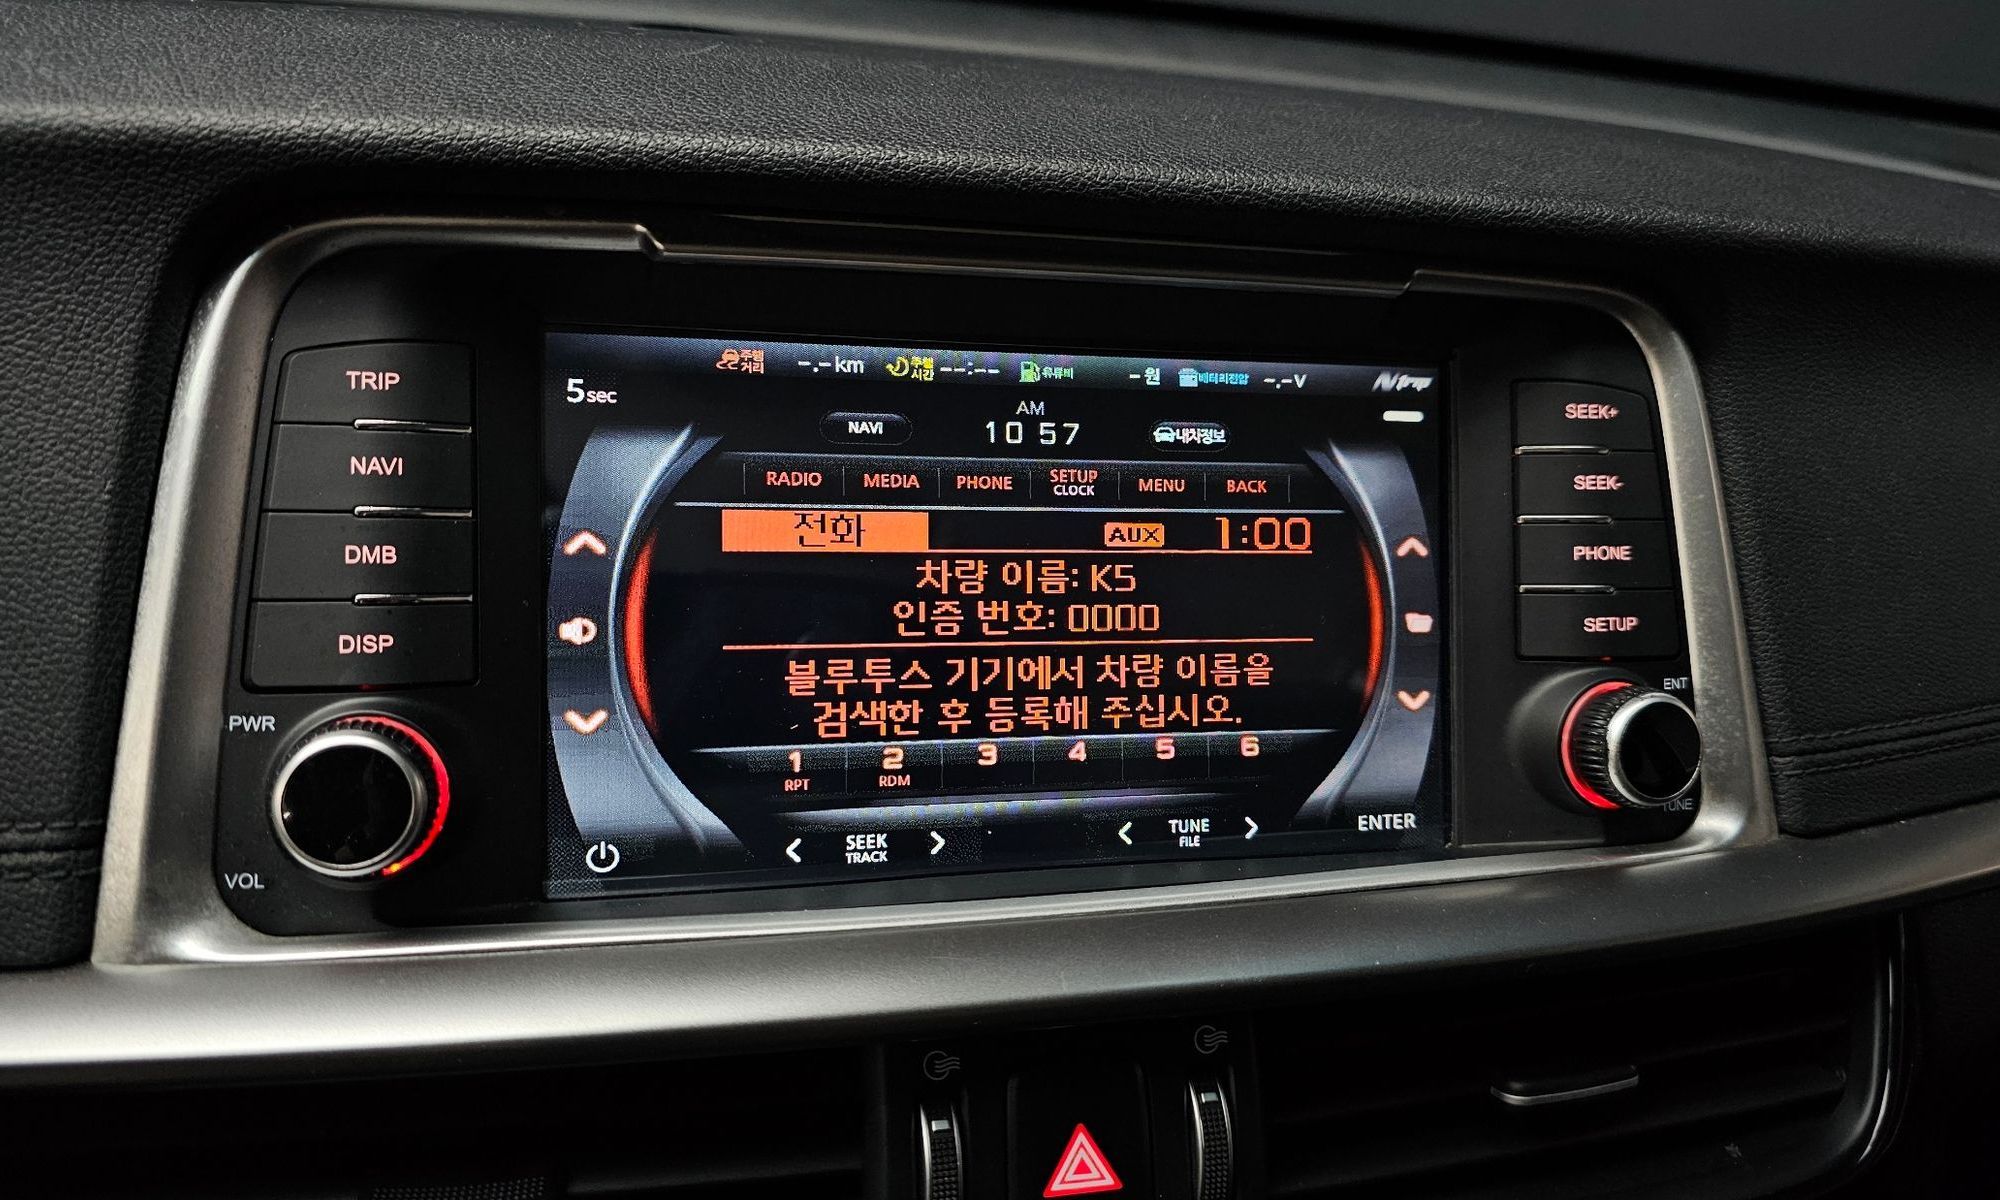 TRIP
NAVI
DMB
DISP
PWR
VOL
주행거리 -.-km 주행시간 --:-- 유류비 -원 배터리전압 -.-V Ntrip
5sec
NAVI
AM
10 57
내차정보
RADIO MEDIA PHONE SETUP CLOCK MENU BACK
전화 AUX 1:00
차량 이름: K5
인증 번호: 0000
블루투스 기기에서 차량 이름을
검색한 후 등록해 주십시오.
1 2 3 4 5 6
RPT RDM
SEEK
TRACK
TUNE
FILE
ENTER
SEEK+
SEEK-
PHONE
SETUP
ENT
TUNE